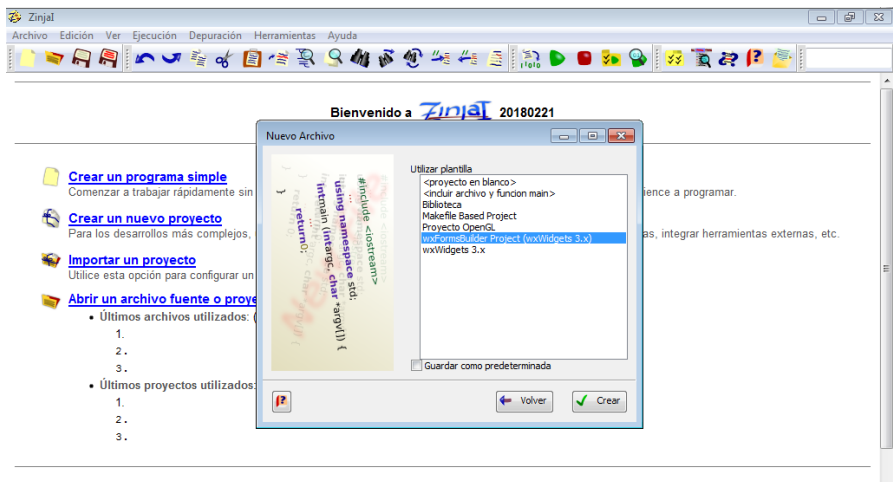 ZinjaI
Archivo Edición Ver Ejecución Depuración Herramientas Ayuda
Bienvenido a ZinjaI 20180221
Nuevo Archivo
Crear un programa simple
Comenzar a trabajar rápidamente sin
ience a programar.
Crear un nuevo proyecto
Para los desarrollos más complejos,
as, integrar herramientas externas, etc.
Importar un proyecto
Utilice esta opción para configurar un
Abrir un archivo fuente o proye
• Últimos archivos utilizados: (
1.
2.
3.
• Últimos proyectos utilizados:
1.
2.
3.
#include <iostream>
using namespace std;
int main (int argc, char *argv[]) {
return 0;
}
Utilizar plantilla
<proyecto en blanco>
<incluir archivo y funcion main>
Biblioteca
Makefile Based Project
Proyecto OpenGL
wxFormsBuilder Project (wxWidgets 3.x)
wxWidgets 3.x
Guardar como predeterminada
Volver
Crear